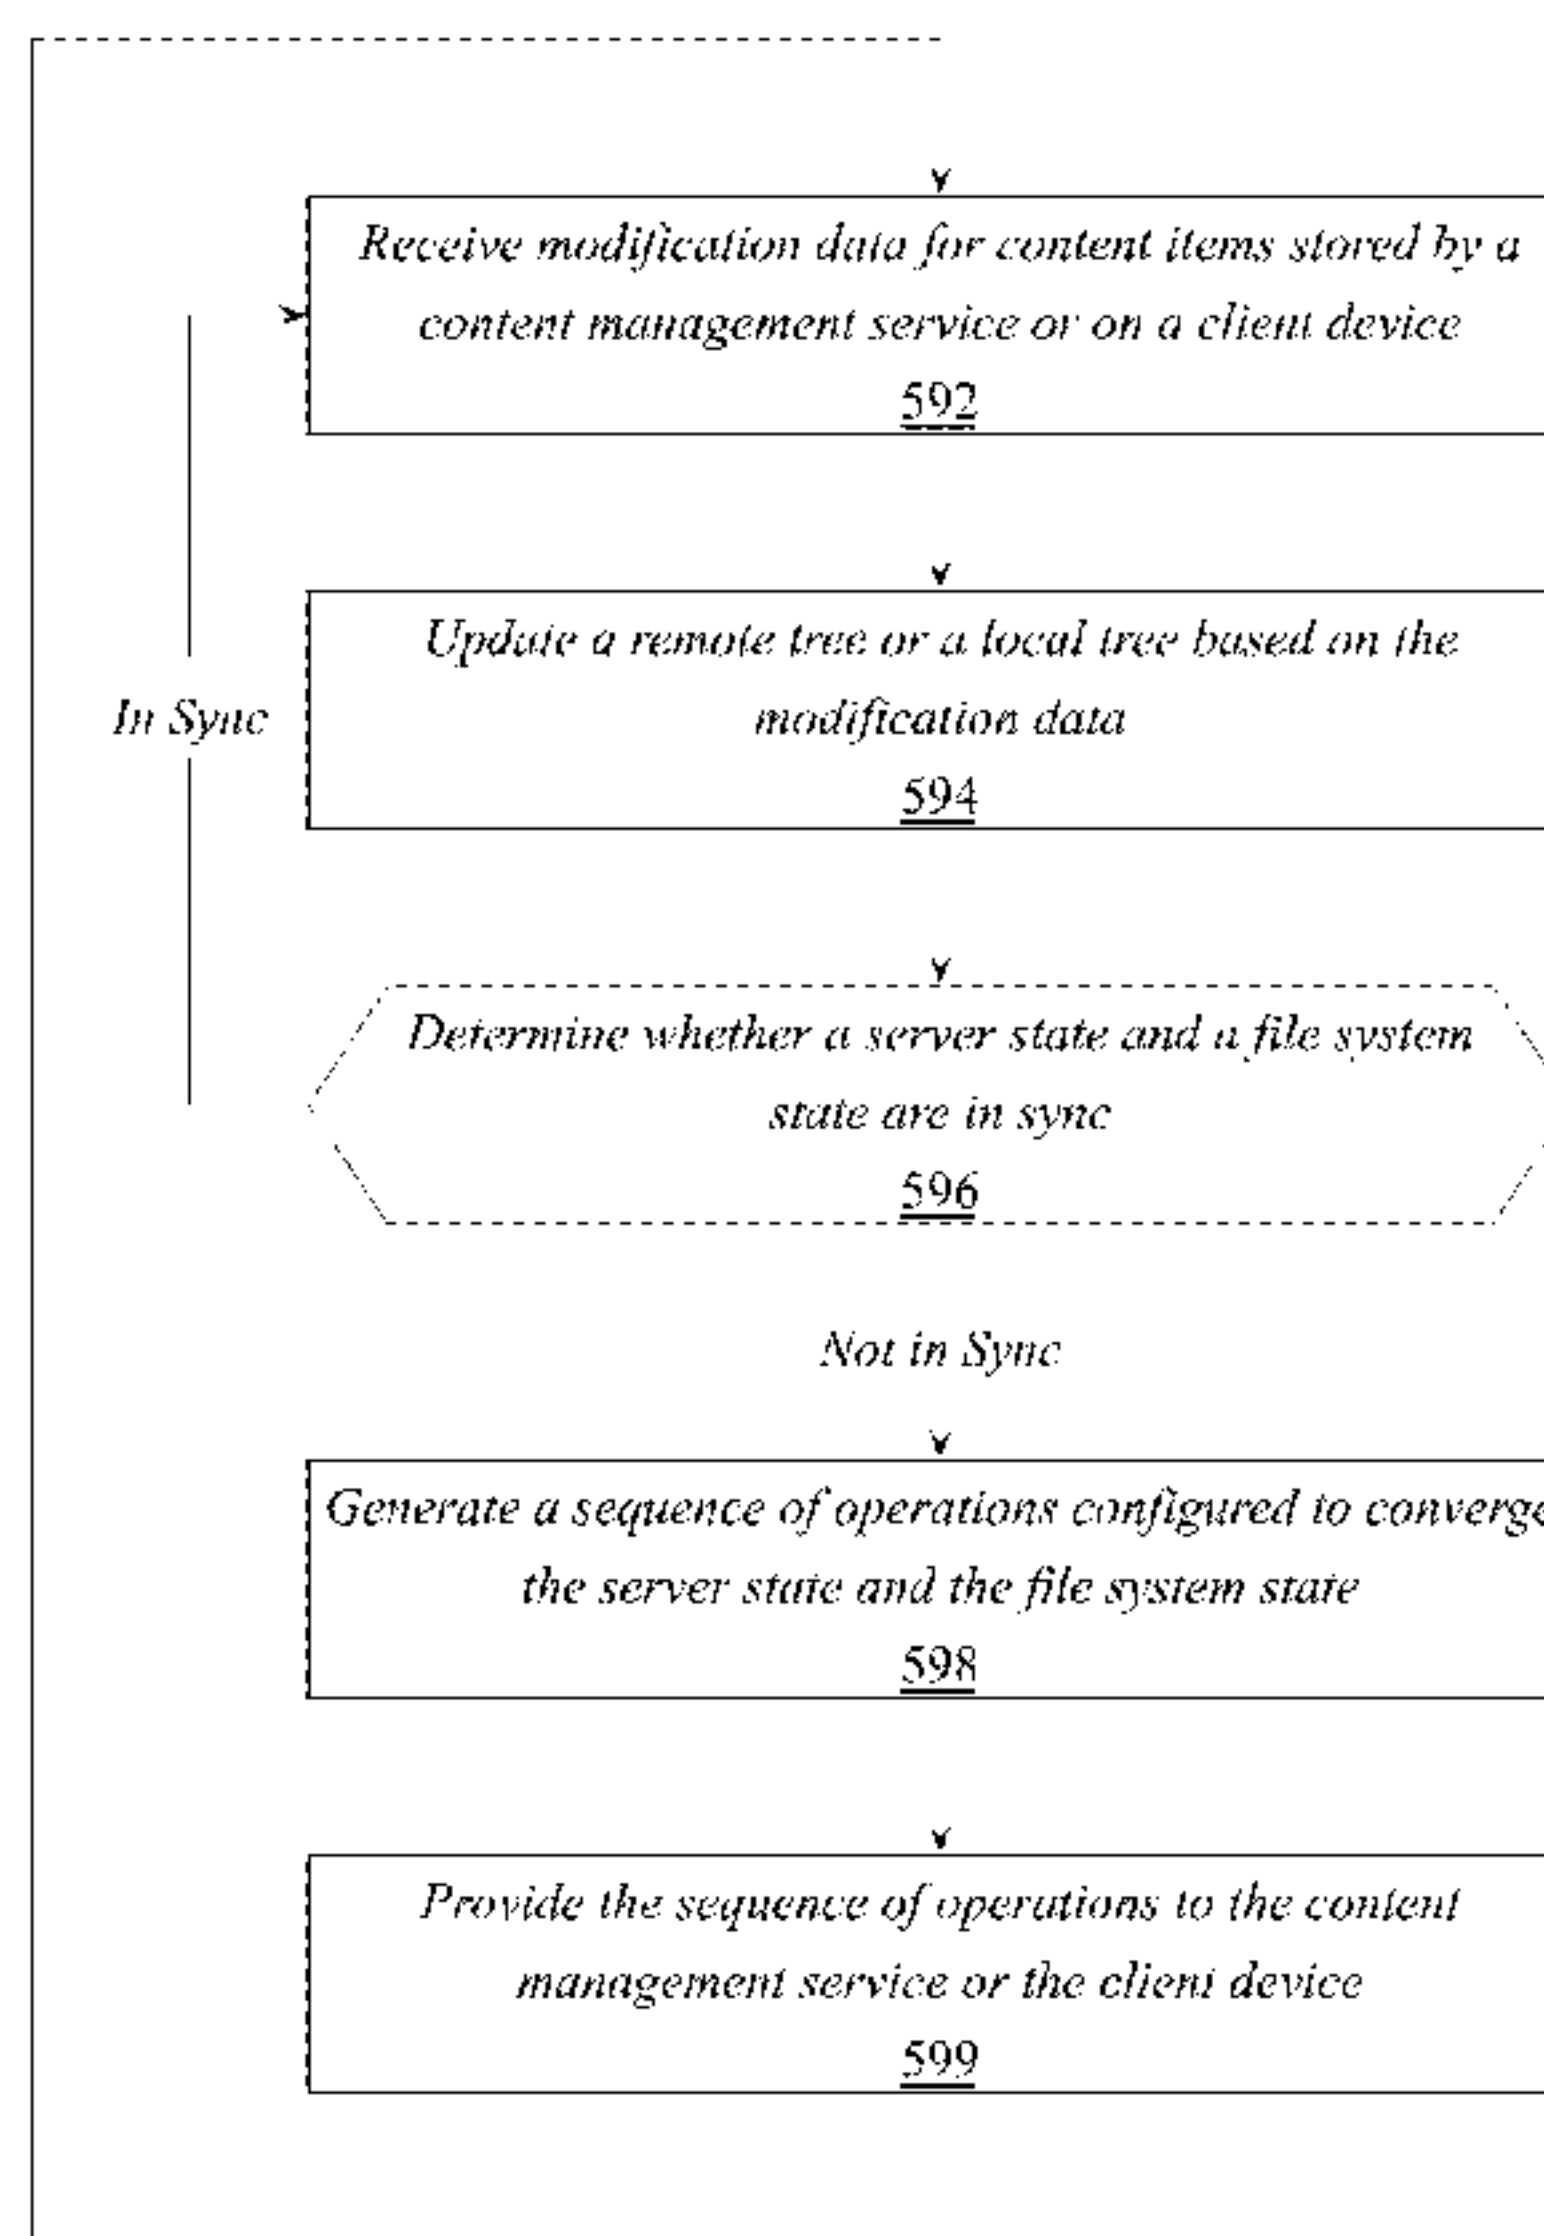 Receive modification data for content items stored by a
content management service or on a client device
592
Update a remote tree or a local tree based on the
modification data
594
In Sync
Determine whether a server state and a file system
state are in sync
596
Not in Sync
Generate a sequence of operations configured to converge
the server state and the file system state
598
Provide the sequence of operations to the content
management service or the client device
599